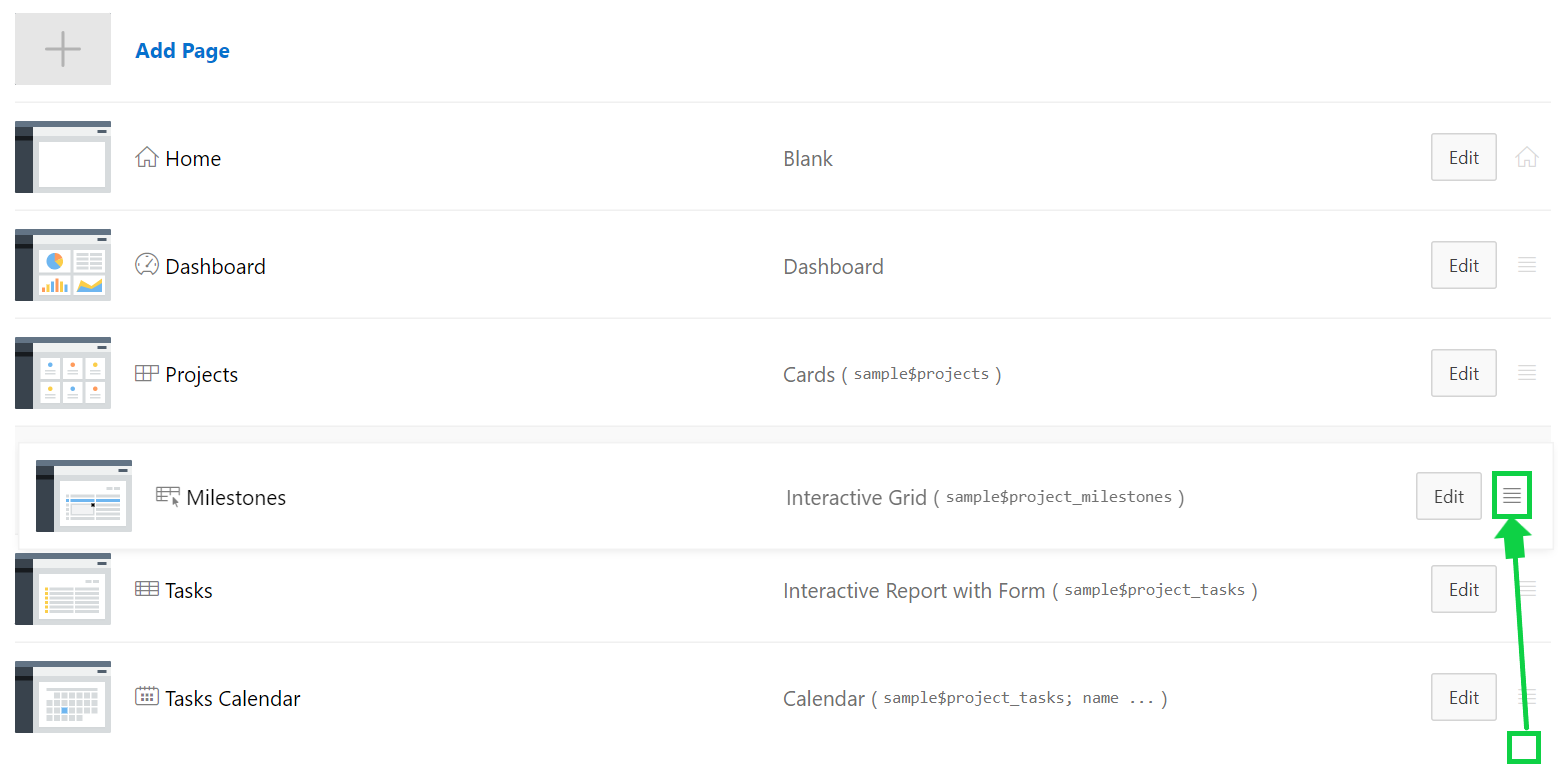 Add Page
Home Blank Edit
Dashboard Dashboard Edit
Projects Cards ( sample$projects ) Edit
Milestones Interactive Grid ( sample$project_milestones ) Edit
Tasks Interactive Report with Form ( sample$project_tasks ) Edit
Tasks Calendar Calendar ( sample$project_tasks; name ... ) Edit